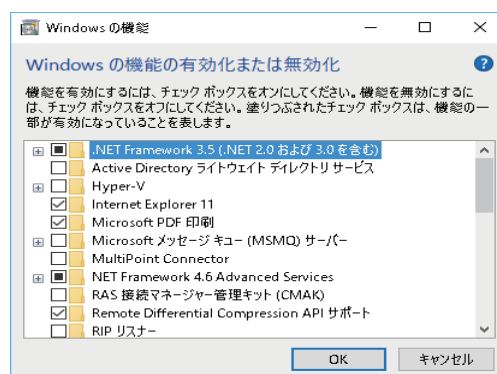 Windows の機能
Windows の機能の有効化または無効化
機能を有効にするには、チェック ボックスをオンにしてください。機能を無効にするに
は、チェック ボックスをオフにしてください。塗りつぶされたチェック ボックスは、機能の一
部が有効になっていることを表します。
.NET Framework 3.5 (.NET 2.0 および 3.0 を含む)
Active Directory ライトウェイト ディレクトリ サービス
Hyper-V
Internet Explorer 11
Microsoft PDF 印刷
Microsoft メッセージ キュー (MSMQ) サーバー
MultiPoint Connector
NET Framework 4.6 Advanced Services
RAS 接続マネージャー管理キット (CMAK)
Remote Differential Compression API サポート
RIP リスナー
OK
キャンセル